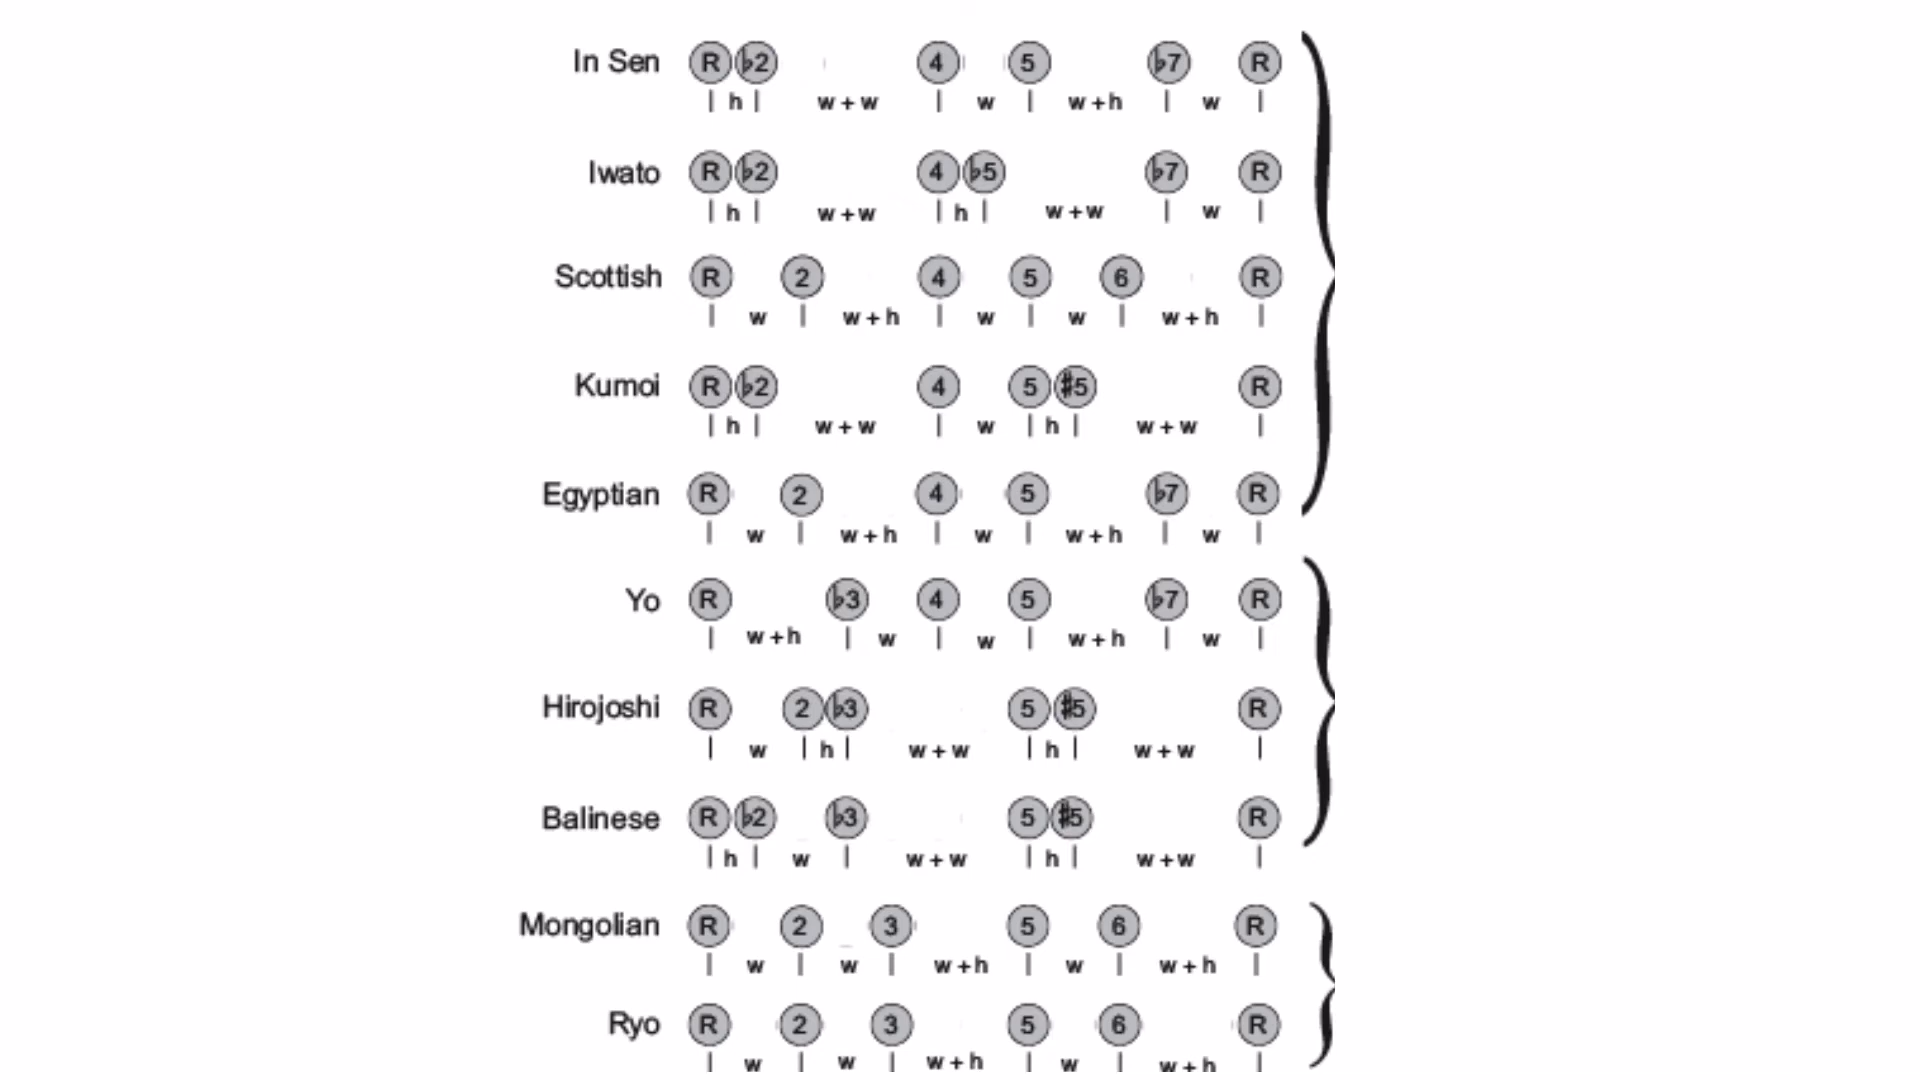 In Sen R ♭2 4 5 ♭7 R
| h | w + w | w | w + h | w |
Iwato R ♭2 4 ♭5 ♭7 R
| h | w + w | h | w + w | w |
Scottish R 2 4 5 6 R
| w | w + h | w | w | w + h |
Kumoi R ♭2 4 5 ♯5 R
| h | w + w | w | h | w + w |
Egyptian R 2 4 5 ♭7 R
| w | w + h | w | w + h | w |
Yo R ♭3 4 5 ♭7 R
| w + h | w | w | w + h | w |
Hirojoshi R 2 ♭3 5 ♯5 R
| w | h | w + w | h | w + w |
Balinese R ♭2 ♭3 5 ♯5 R
| h | w | w + w | h | w + w |
Mongolian R 2 3 5 6 R
| w | w | w + h | w | w + h |
Ryo R 2 3 5 6 R
| w | w | w + h | w | w + h |